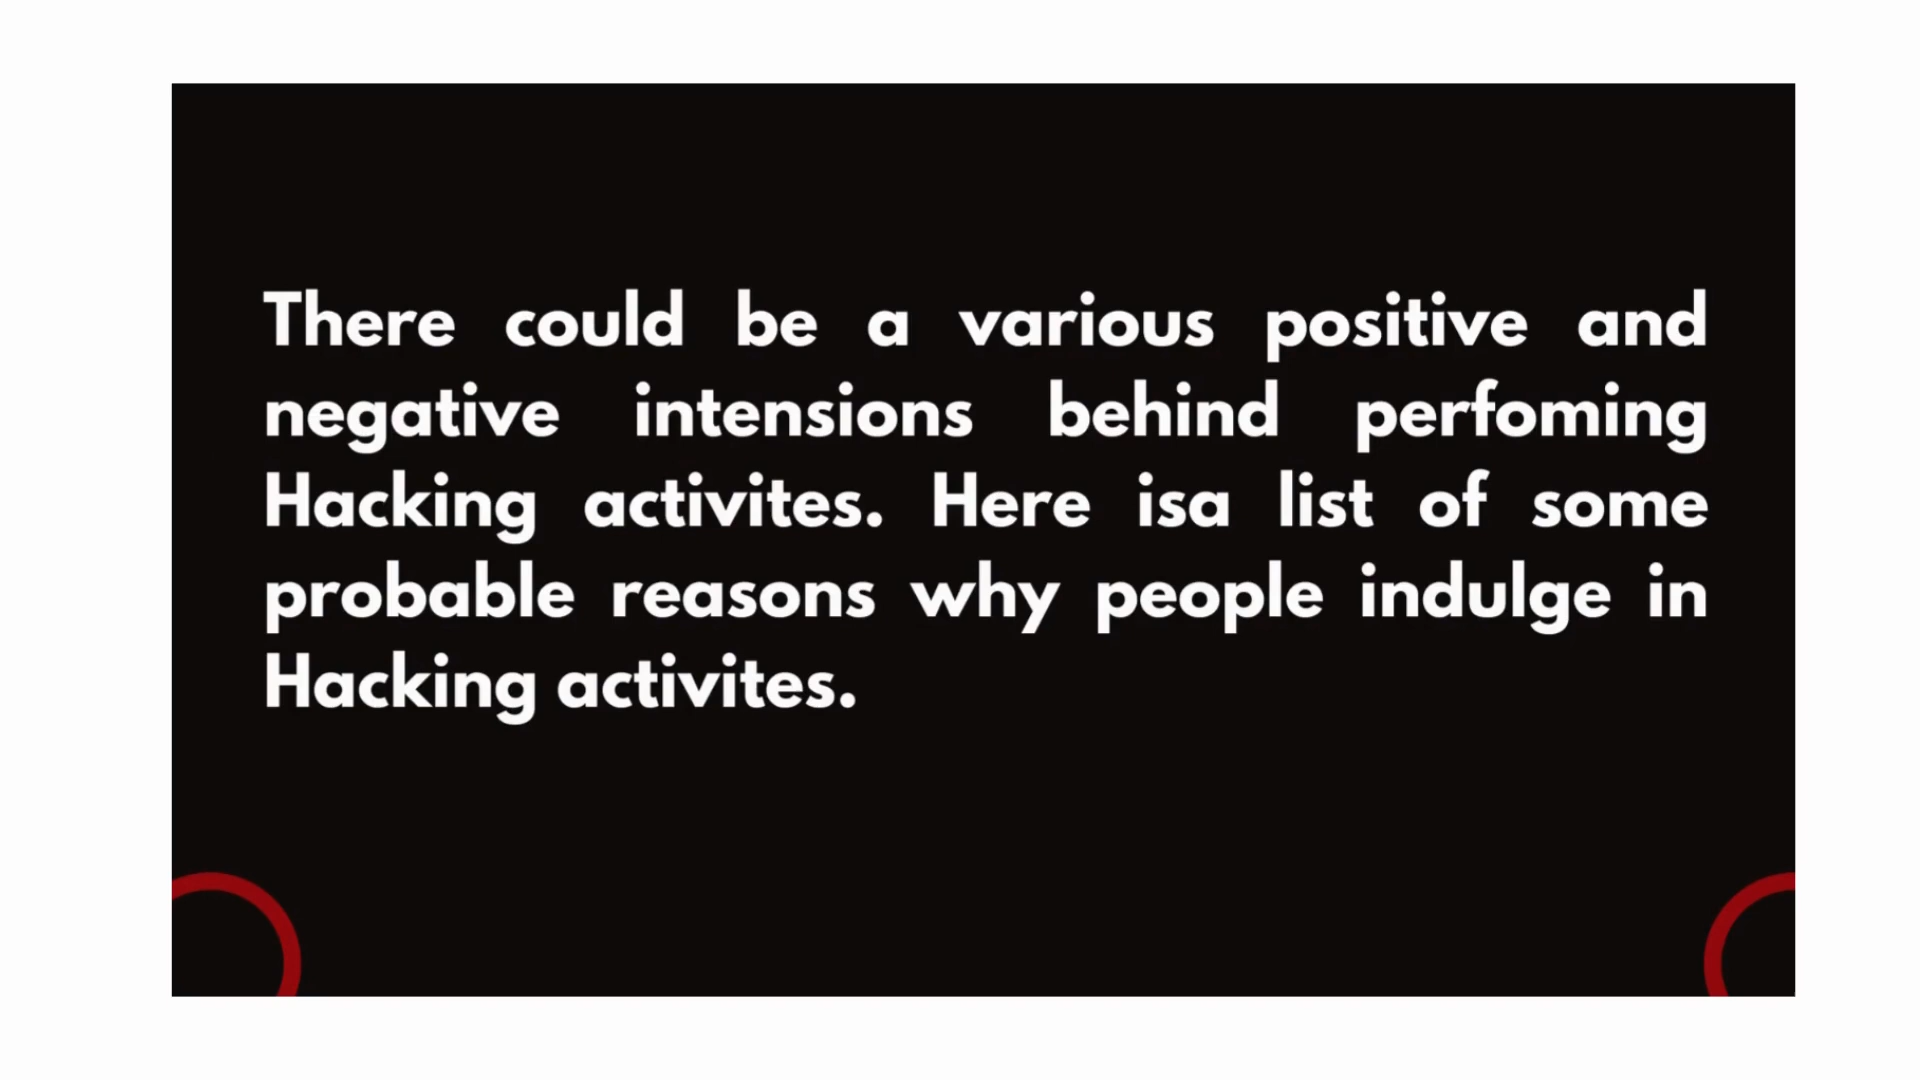 There could be a various positive and
negative intensions behind perfoming
Hacking activites. Here isa list of some
probable reasons why people indulge in
Hacking activites.